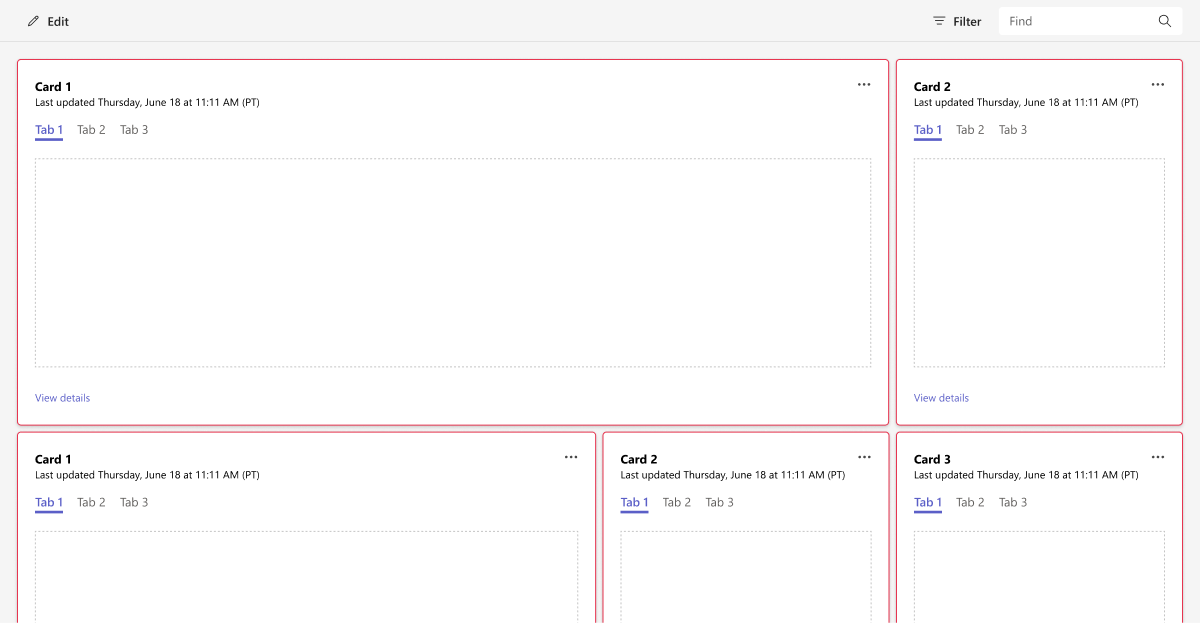 Edit
Filter
Find
Card 1
Last updated Thursday, June 18 at 11:11 AM (PT)
Tab 1 Tab 2 Tab 3
View details
Card 2
Last updated Thursday, June 18 at 11:11 AM (PT)
Tab 1 Tab 2 Tab 3
View details
Card 1
Last updated Thursday, June 18 at 11:11 AM (PT)
Tab 1 Tab 2 Tab 3
Card 2
Last updated Thursday, June 18 at 11:11 AM (PT)
Tab 1 Tab 2 Tab 3
Card 3
Last updated Thursday, June 18 at 11:11 AM (PT)
Tab 1 Tab 2 Tab 3